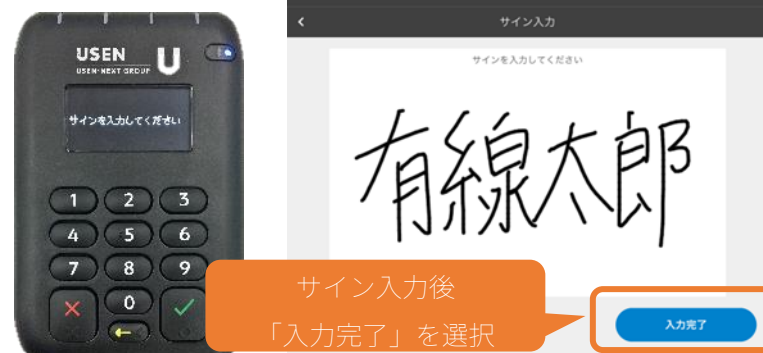 USEN
USEN-NEXT GROUP
U
サインを入力してください
1 2 3
4 5 6
7 8 9
0
サイン入力
サインを入力してください
有線太郎
サイン入力後
「入力完了」を選択
入力完了